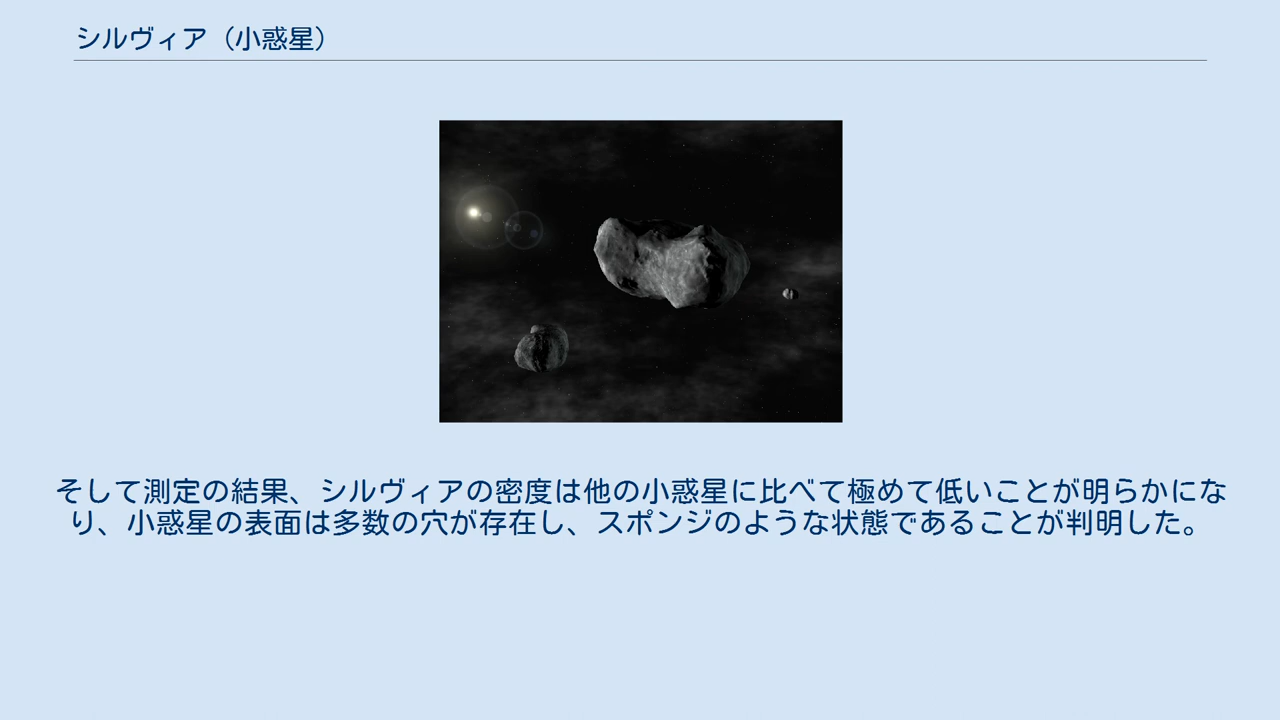 シルヴィア（小惑星）
そして測定の結果、シルヴィアの密度は他の小惑星に比べて極めて低いことが明らかにな
り、小惑星の表面は多数の穴が存在し、スポンジのような状態であることが判明した。